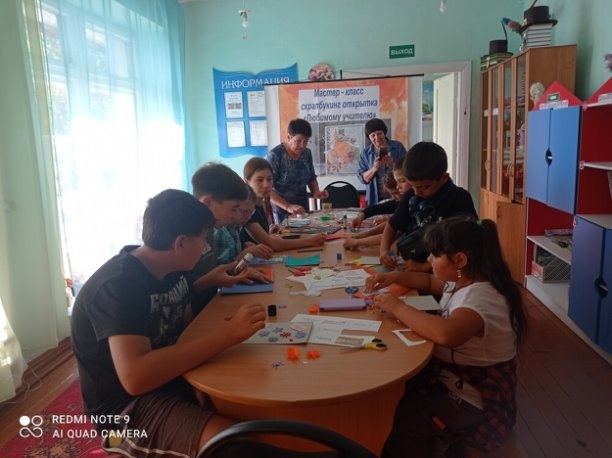 ВЫХОД
ИНФОРМАЦИЯ
Мастер - класс
скрапбукинг открытка
«Любимому учителю»
REDMI NOTE 9
AI QUAD CAMERA